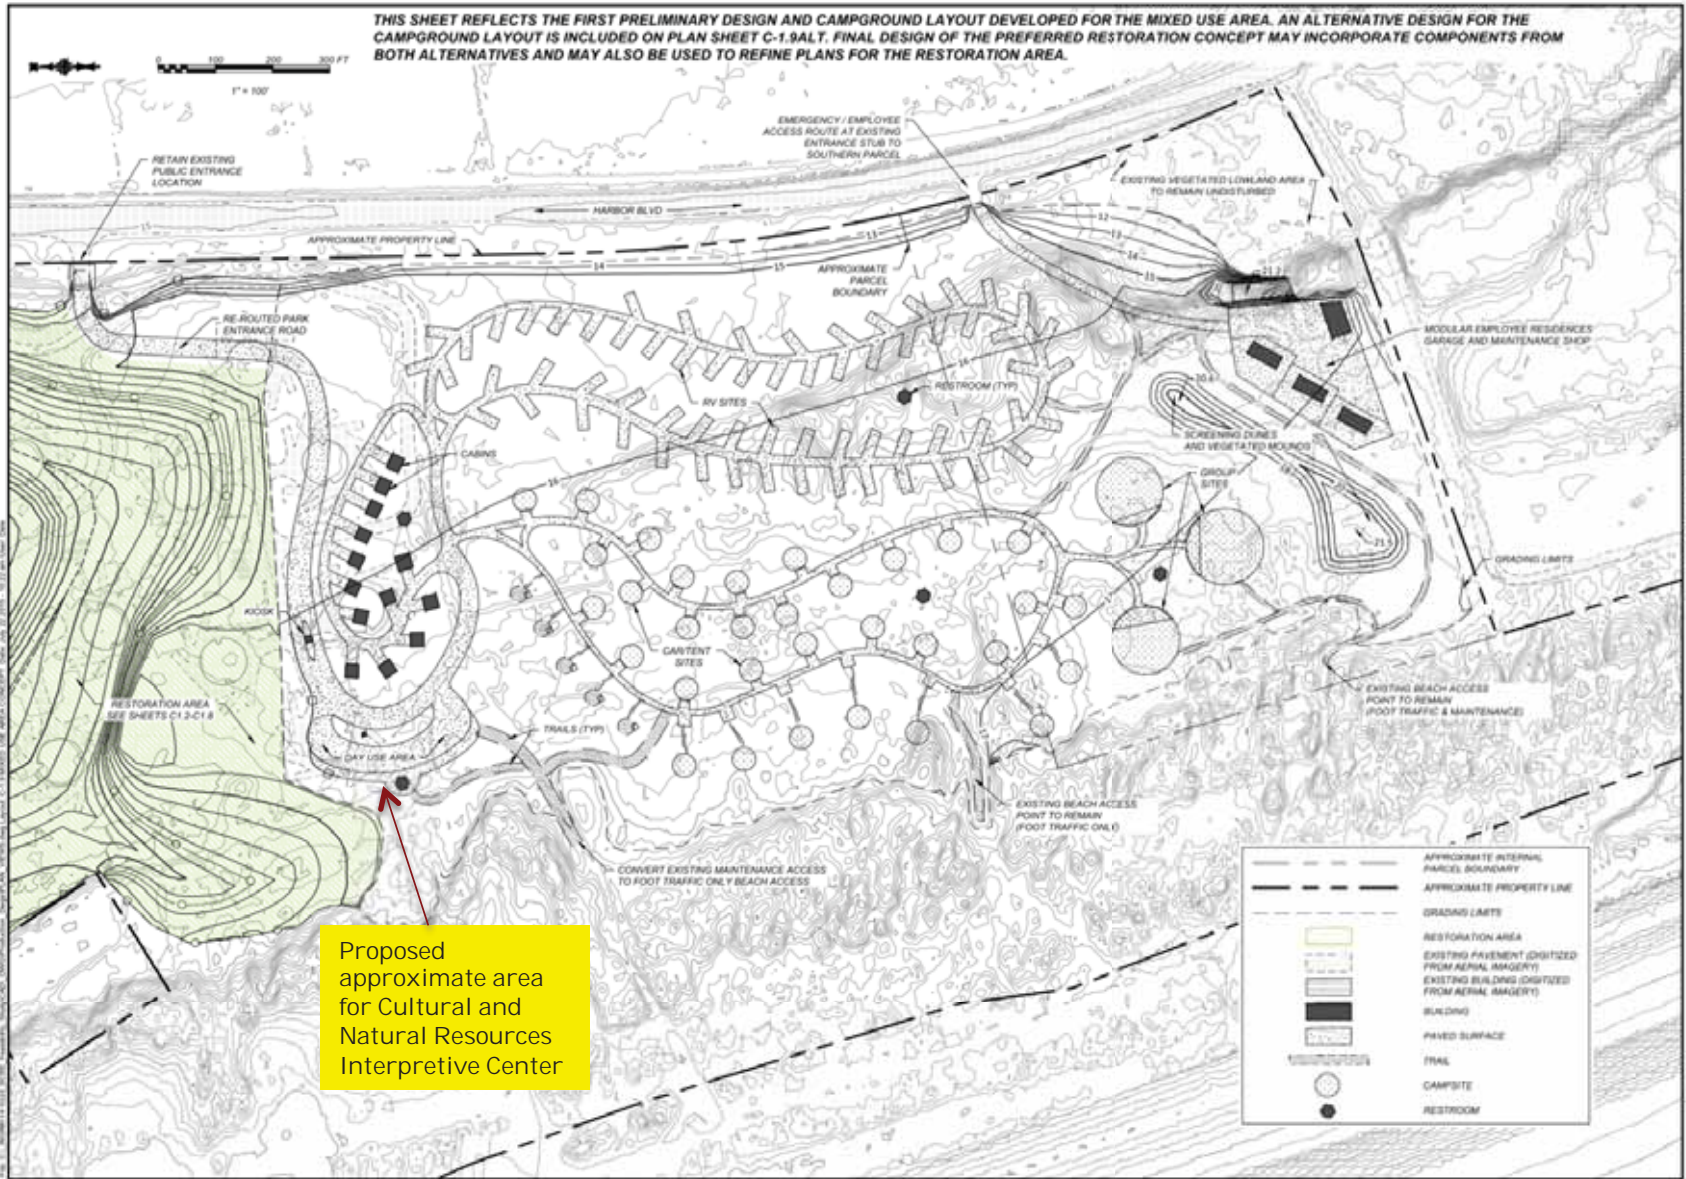 THIS SHEET REFLECTS THE FIRST PRELIMINARY DESIGN AND CAMPGROUND LAYOUT DEVELOPED FOR THE MIXED USE AREA. AN ALTERNATIVE DESIGN FOR THE
CAMPGROUND LAYOUT IS INCLUDED ON PLAN SHEET C-1.9ALT. FINAL DESIGN OF THE PREFERRED RESTORATION CONCEPT MAY INCORPORATE COMPONENTS FROM
BOTH ALTERNATIVES AND MAY ALSO BE USED TO REFINE PLANS FOR THE RESTORATION AREA.
0 100 200 300 FT
1" = 100'
EMERGENCY / EMPLOYEE
ACCESS ROUTE AT EXISTING
ENTRANCE STUB TO
SOUTHERN PARCEL
RETAIN EXISTING
PUBLIC ENTRANCE
LOCATION
EXISTING VEGETATED LOWLAND AREA
TO REMAIN UNDISTURBED
HARBOR BLVD
15
12
13
14
15
APPROXIMATE PROPERTY LINE
13
14
15
APPROXIMATE
PARCEL
BOUNDARY
RE-ROUTED PARK
ENTRANCE ROAD
MODULAR EMPLOYEE RESIDENCES
GARAGE AND MAINTENANCE SHOP
16
RESTROOM (TYP)
RV SITES
SCREENING DUNES
AND VEGETATED MOUNDS
CABINS
GROUP
SITES
16
GRADING LIMITS
KIOSK
CAR/TENT
SITES
RESTORATION AREA
SEE SHEETS C1.2-C1.8
EXISTING BEACH ACCESS
POINT TO REMAIN
(FOOT TRAFFIC & MAINTENANCE)
TRAILS (TYP)
DAY USE AREA
EXISTING BEACH ACCESS
POINT TO REMAIN
(FOOT TRAFFIC ONLY)
CONVERT EXISTING MAINTENANCE ACCESS
TO FOOT TRAFFIC ONLY BEACH ACCESS
Proposed
approximate area
for Cultural and
Natural Resources
Interpretive Center
APPROXIMATE INTERNAL
PARCEL BOUNDARY
APPROXIMATE PROPERTY LINE
GRADING LIMITS
RESTORATION AREA
EXISTING PAVEMENT (DIGITIZED
FROM AERIAL IMAGERY)
EXISTING BUILDING (DIGITIZED
FROM AERIAL IMAGERY)
BUILDING
PAVED SURFACE
TRAIL
CAMPSITE
RESTROOM